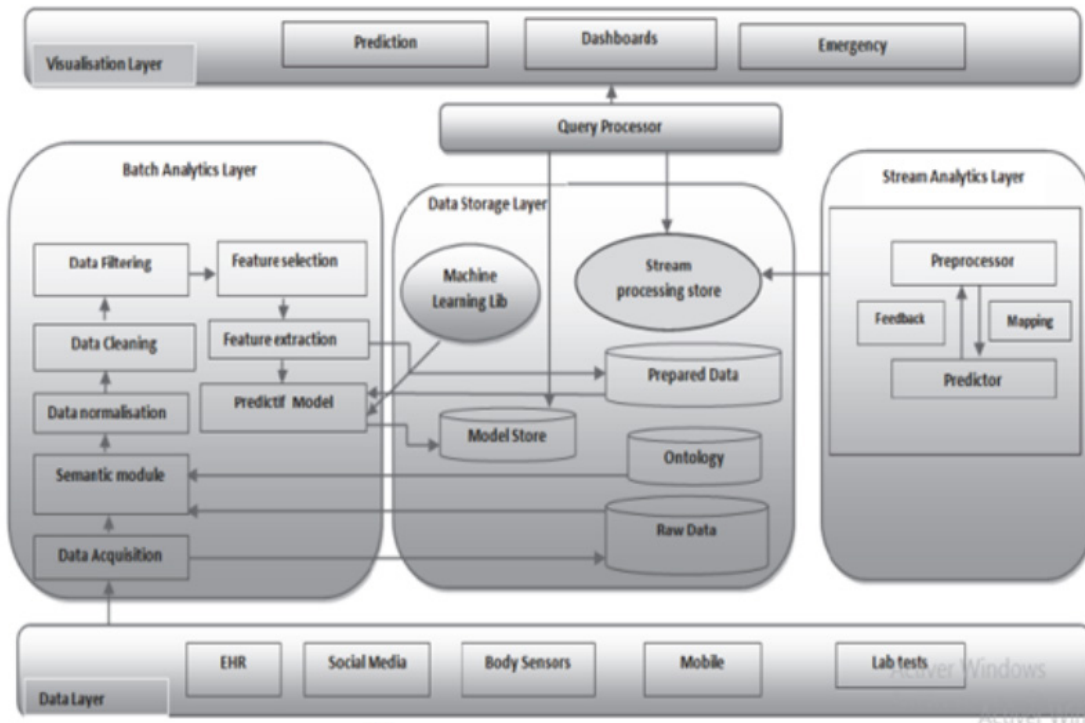 Prediction
Dashboards
Emergency
Visualisation Layer
Query Processor
Batch Analytics Layer
Data Storage Layer
Stream Analytics Layer
Data Filtering
Feature selection
Machine
Learning Lib
Stream
processing store
Preprocessor
Data Cleaning
Feature extraction
Feedback
Mapping
Prepared Data
Predictor
Data normalisation
Predictif Model
Model Store
Ontology
Semantic module
Raw Data
Data Acquisition
EHR
Social Media
Body Sensors
Mobile
Lab tests
Activer Windows
Data Layer